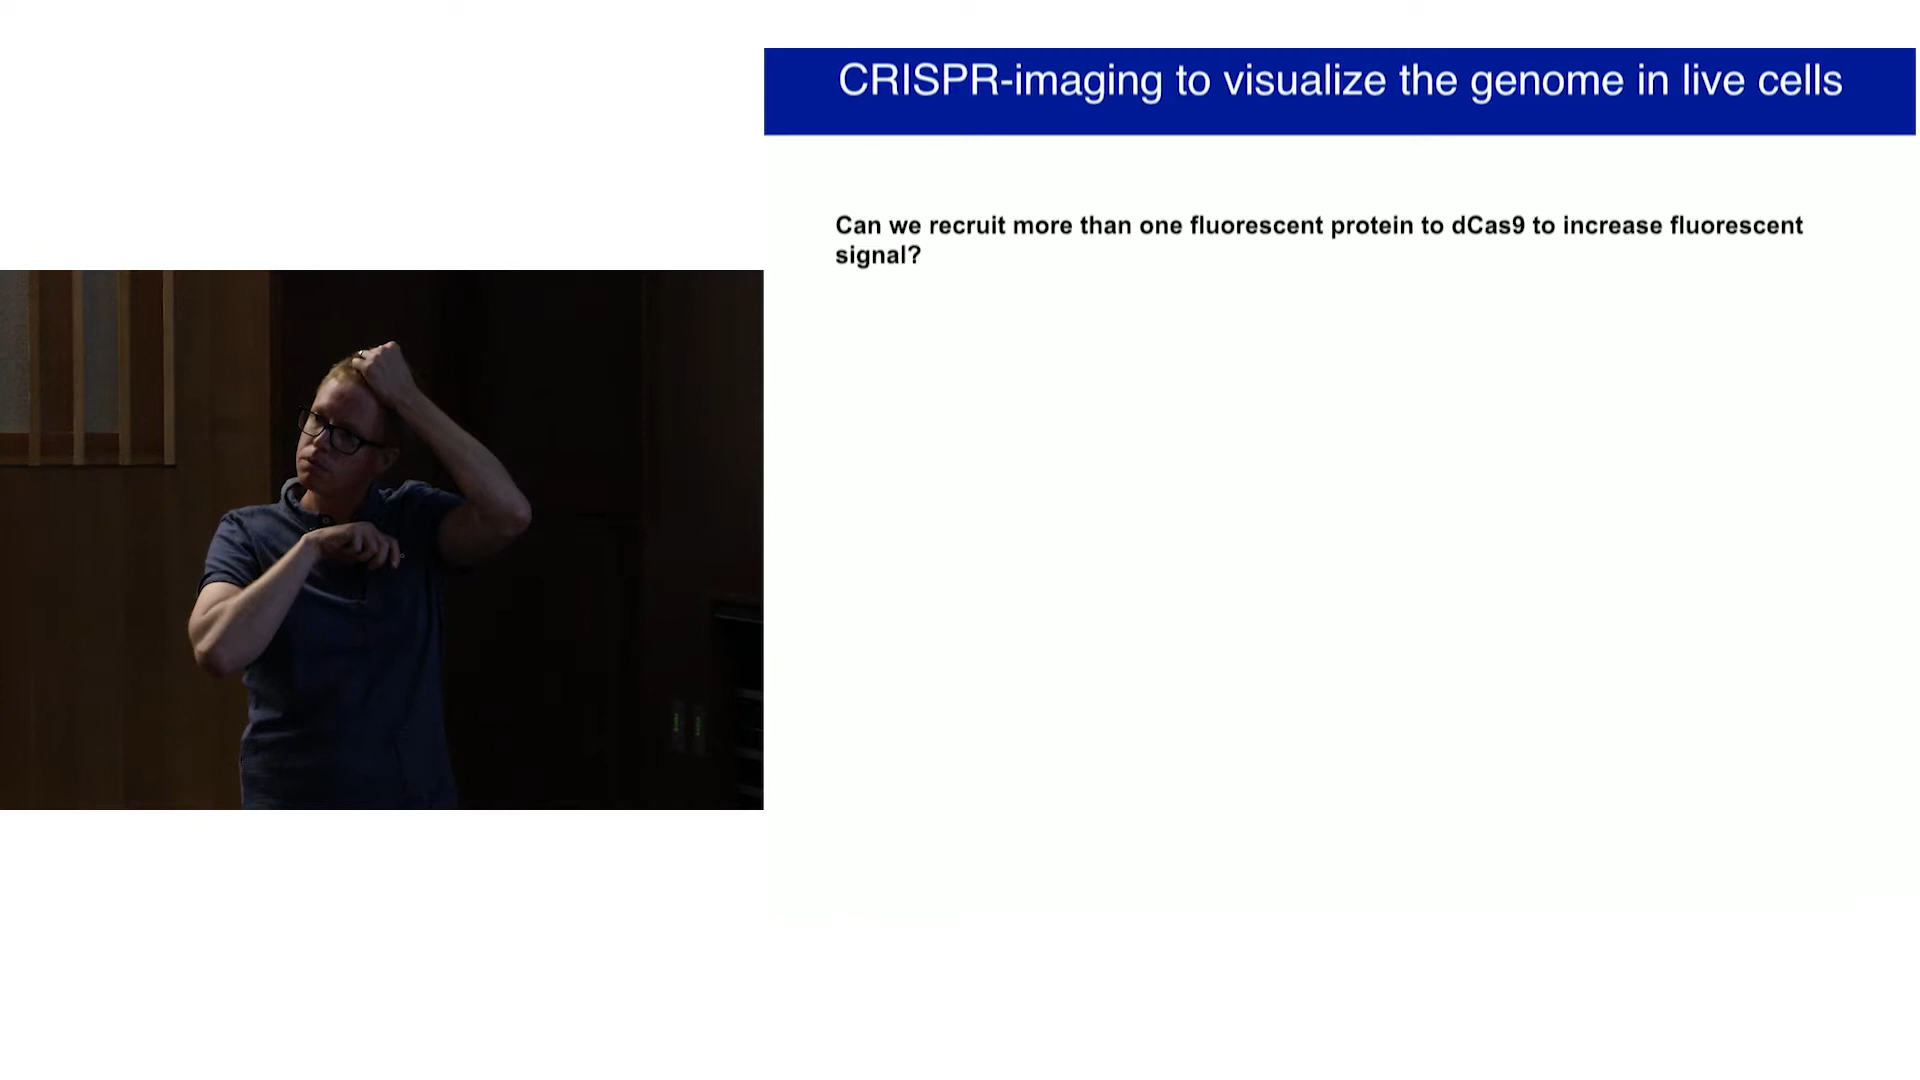 CRISPR-imaging to visualize the genome in live cells
Can we recruit more than one fluorescent protein to dCas9 to increase fluorescent
signal?